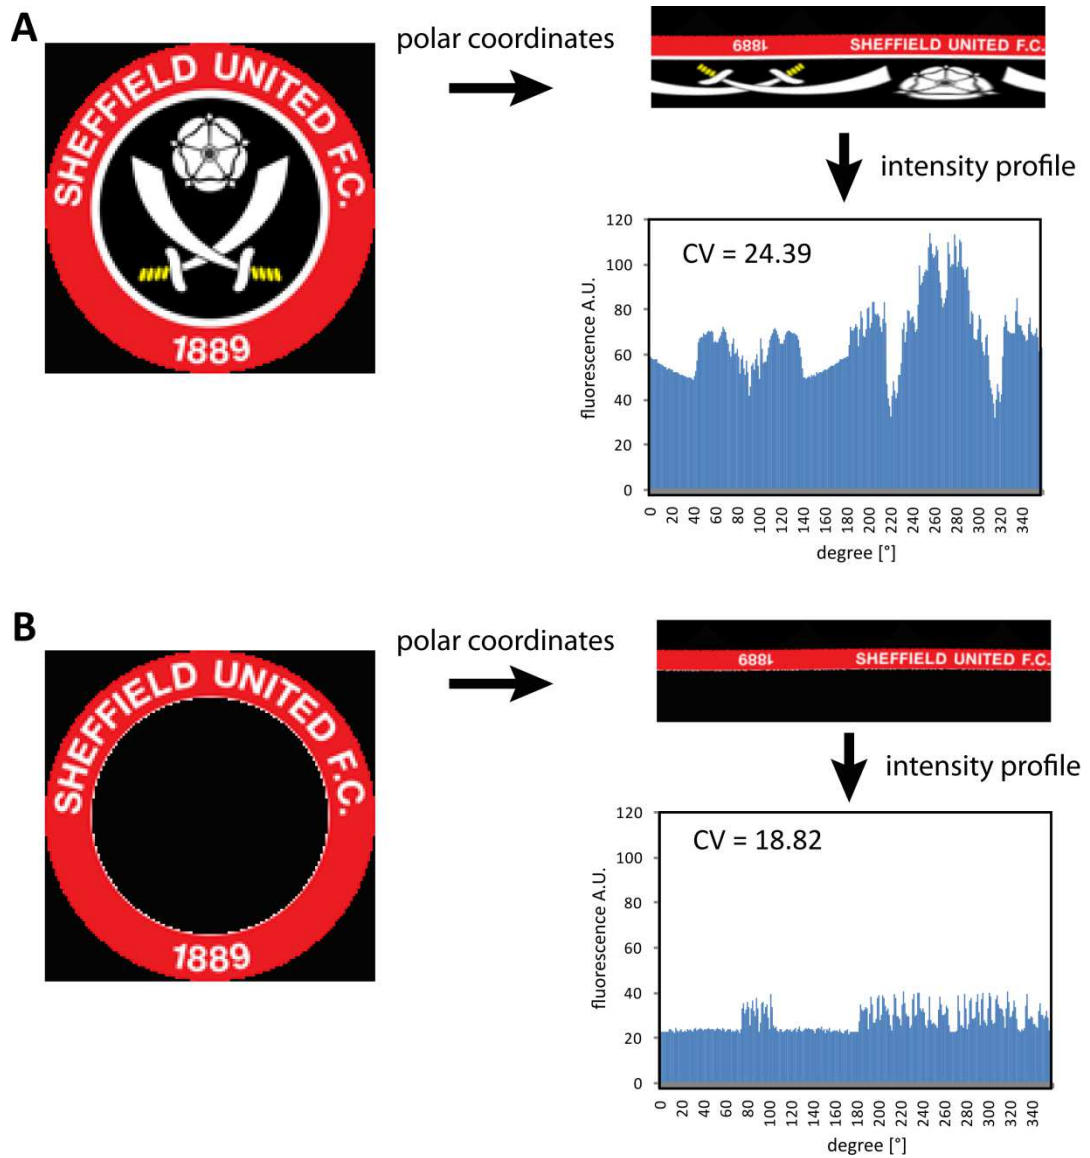 A
polar coordinates
SHEFFIELD UNITED F.C.
1889
1889
SHEFFIELD UNITED F.C.
intensity profile
CV = 24.39
fluorescence A.U.
120
100
80
60
40
20
0
0 20 40 60 80 100 120 140 160 180 200 220 240 260 280 300 320 340
degree [°]
B
polar coordinates
SHEFFIELD UNITED F.C.
1889
1889
SHEFFIELD UNITED F.C.
intensity profile
CV = 18.82
fluorescence A.U.
120
100
80
60
40
20
0
0 20 40 60 80 100 120 140 160 180 200 220 240 260 280 300 320 340
degree [°]